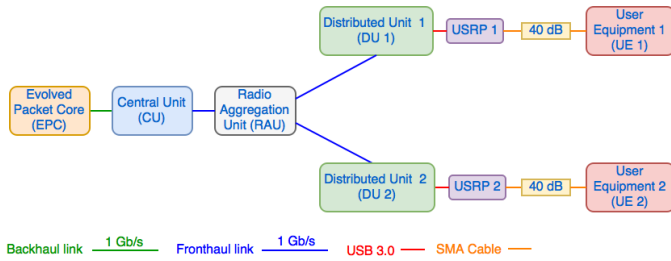 Distributed Unit 1
(DU 1)
USRP 1
40 dB
User
Equipment 1
(UE 1)
Evolved
Packet Core
(EPC)
Central Unit
(CU)
Radio
Aggregation
Unit (RAU)
Distributed Unit 2
(DU 2)
USRP 2
40 dB
User
Equipment 2
(UE 2)
Backhaul link
1 Gb/s
Fronthaul link
1 Gb/s
USB 3.0
SMA Cable